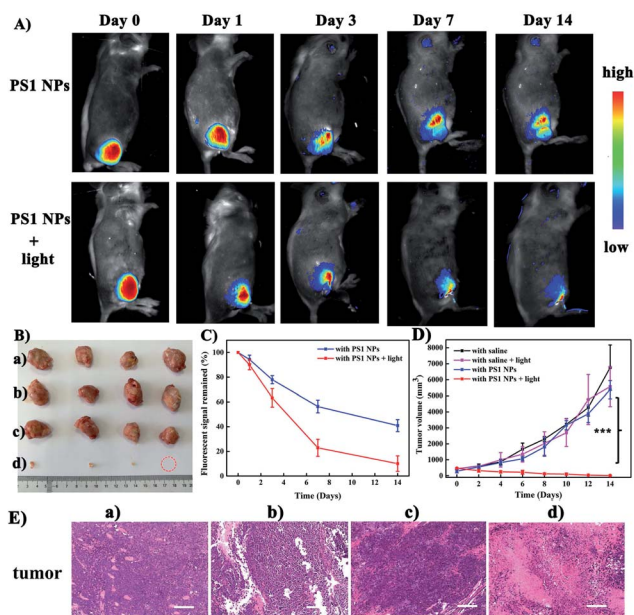 A)
Day 0 Day 1 Day 3 Day 7 Day 14
PS1 NPs
high
PS1 NPs
+
light
low
B)
a)
b)
c)
d)
C)
with PS1 NPs
with PS1 NPs + light
Fluorescent signal remained (%)
100
80
60
40
20
0
0 2 4 6 8 10 12 14
Time (Days)
D)
with saline
with saline + light
with PS1 NPs
with PS1 NPs + light
***
Tumor volume (mm³)
8000
7000
6000
5000
4000
3000
2000
1000
0
0 2 4 6 8 10 12 14
Time (Days)
E)
a) b) c) d)
tumor